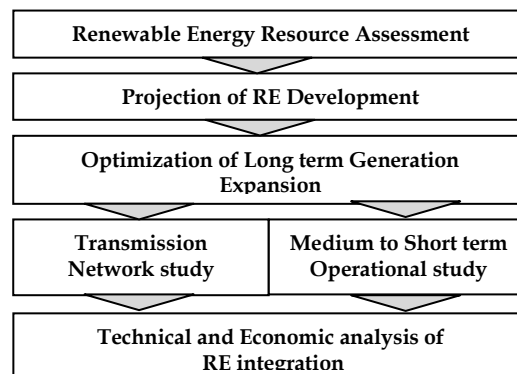 Renewable Energy Resource Assessment
Projection of RE Development
Optimization of Long term Generation
Expansion
Transmission
Network study
Medium to Short term
Operational study
Technical and Economic analysis of
RE integration